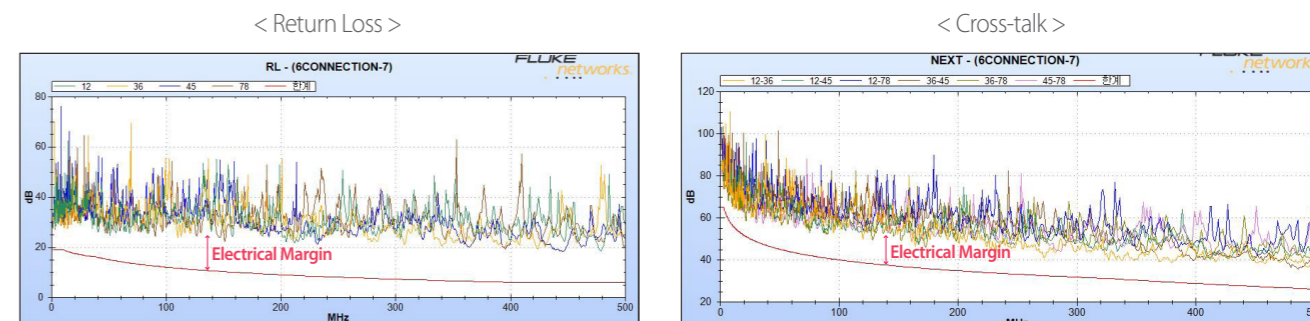 < Return Loss >
RL - (6CONNECTION-7)
FLUKE
networks.
12 36 45 78 한계
80
60
40
20
0
dB
Electrical Margin
0 100 200 300 400 500
MHz
< Cross-talk >
NEXT - (6CONNECTION-7)
networks
12-36 12-45 12-78 36-45 36-78 45-78 한계
120
100
80
60
40
20
dB
Electrical Margin
0 100 200 300 400